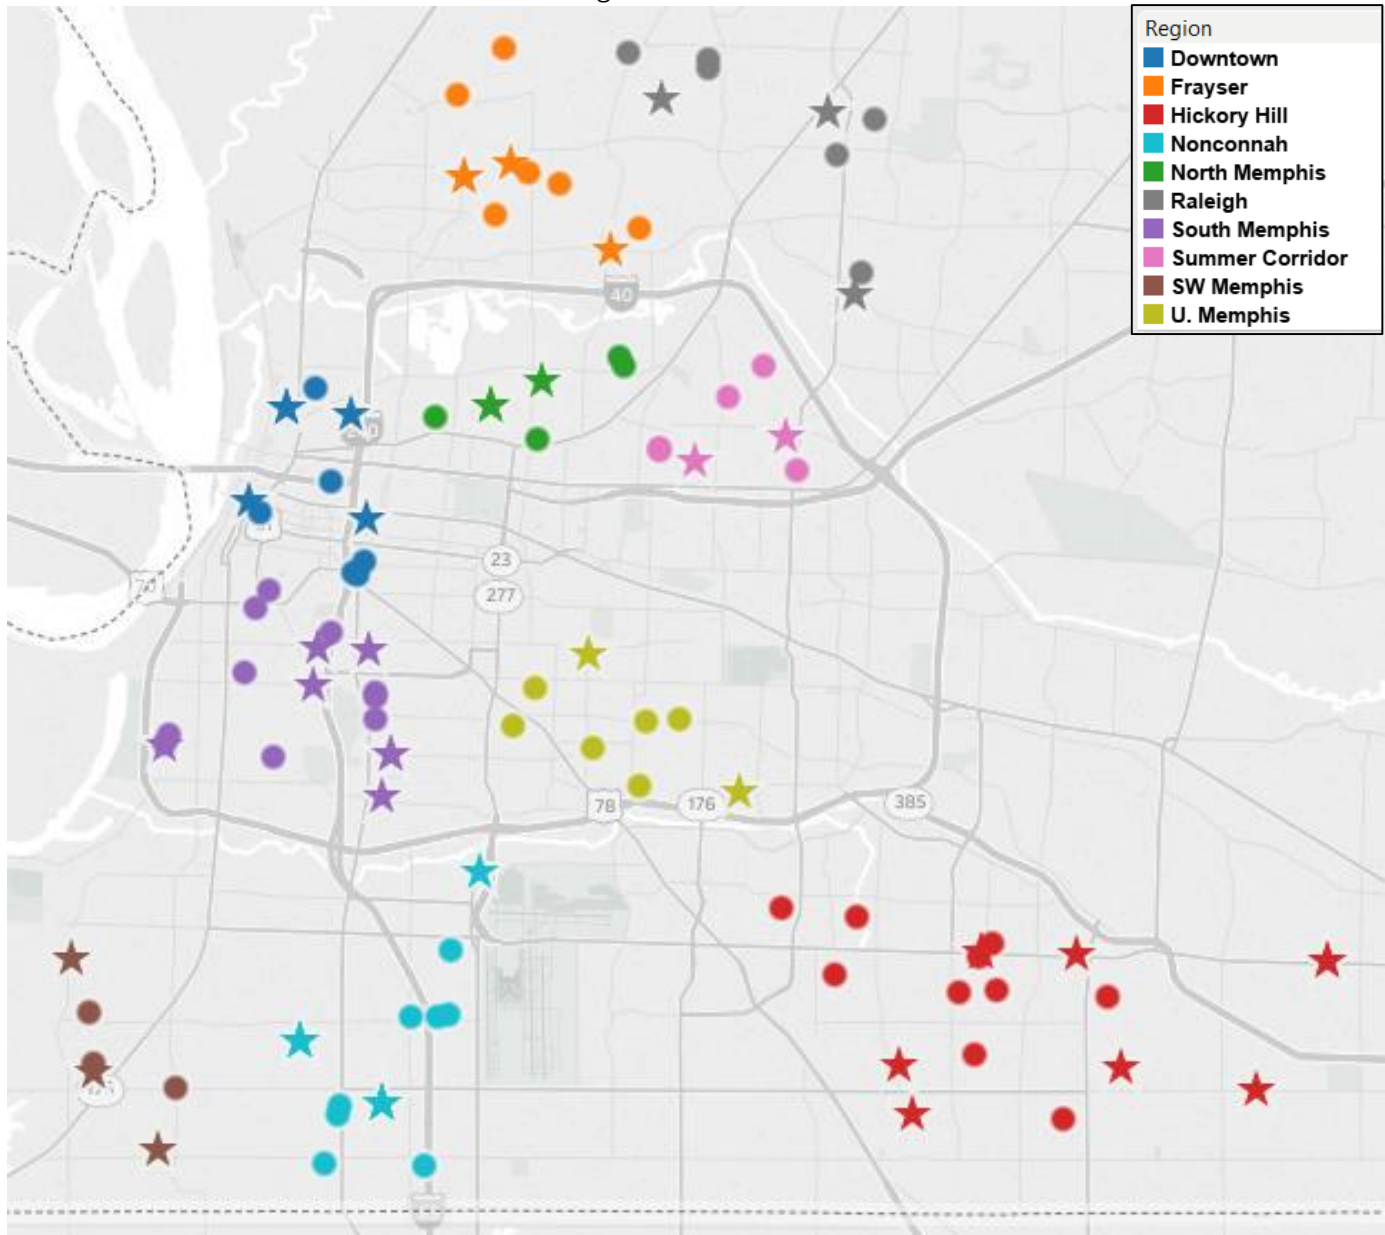 Region
Downtown
Frayser
Hickory Hill
Nonconnah
North Memphis
Raleigh
South Memphis
Summer Corridor
SW Memphis
U. Memphis
40
23
277
78
176
385